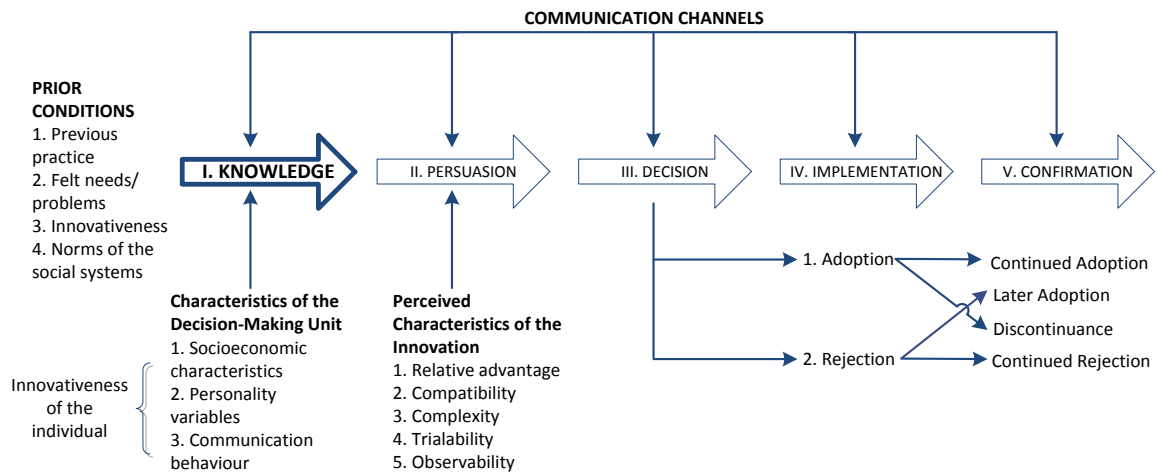 COMMUNICATION CHANNELS
PRIOR
CONDITIONS
1. Previous
practice
2. Felt needs/
problems
3. Innovativeness
4. Norms of the
social systems
I. KNOWLEDGE
II. PERSUASION
III. DECISION
IV. IMPLEMENTATION
V. CONFIRMATION
1. Adoption
2. Rejection
Continued Adoption
Later Adoption
Discontinuance
Continued Rejection
Characteristics of the
Decision-Making Unit
1. Socioeconomic
characteristics
2. Personality
variables
3. Communication
behaviour
Innovativeness
of the
individual
Perceived
Characteristics of the
Innovation
1. Relative advantage
2. Compatibility
3. Complexity
4. Trialability
5. Observability